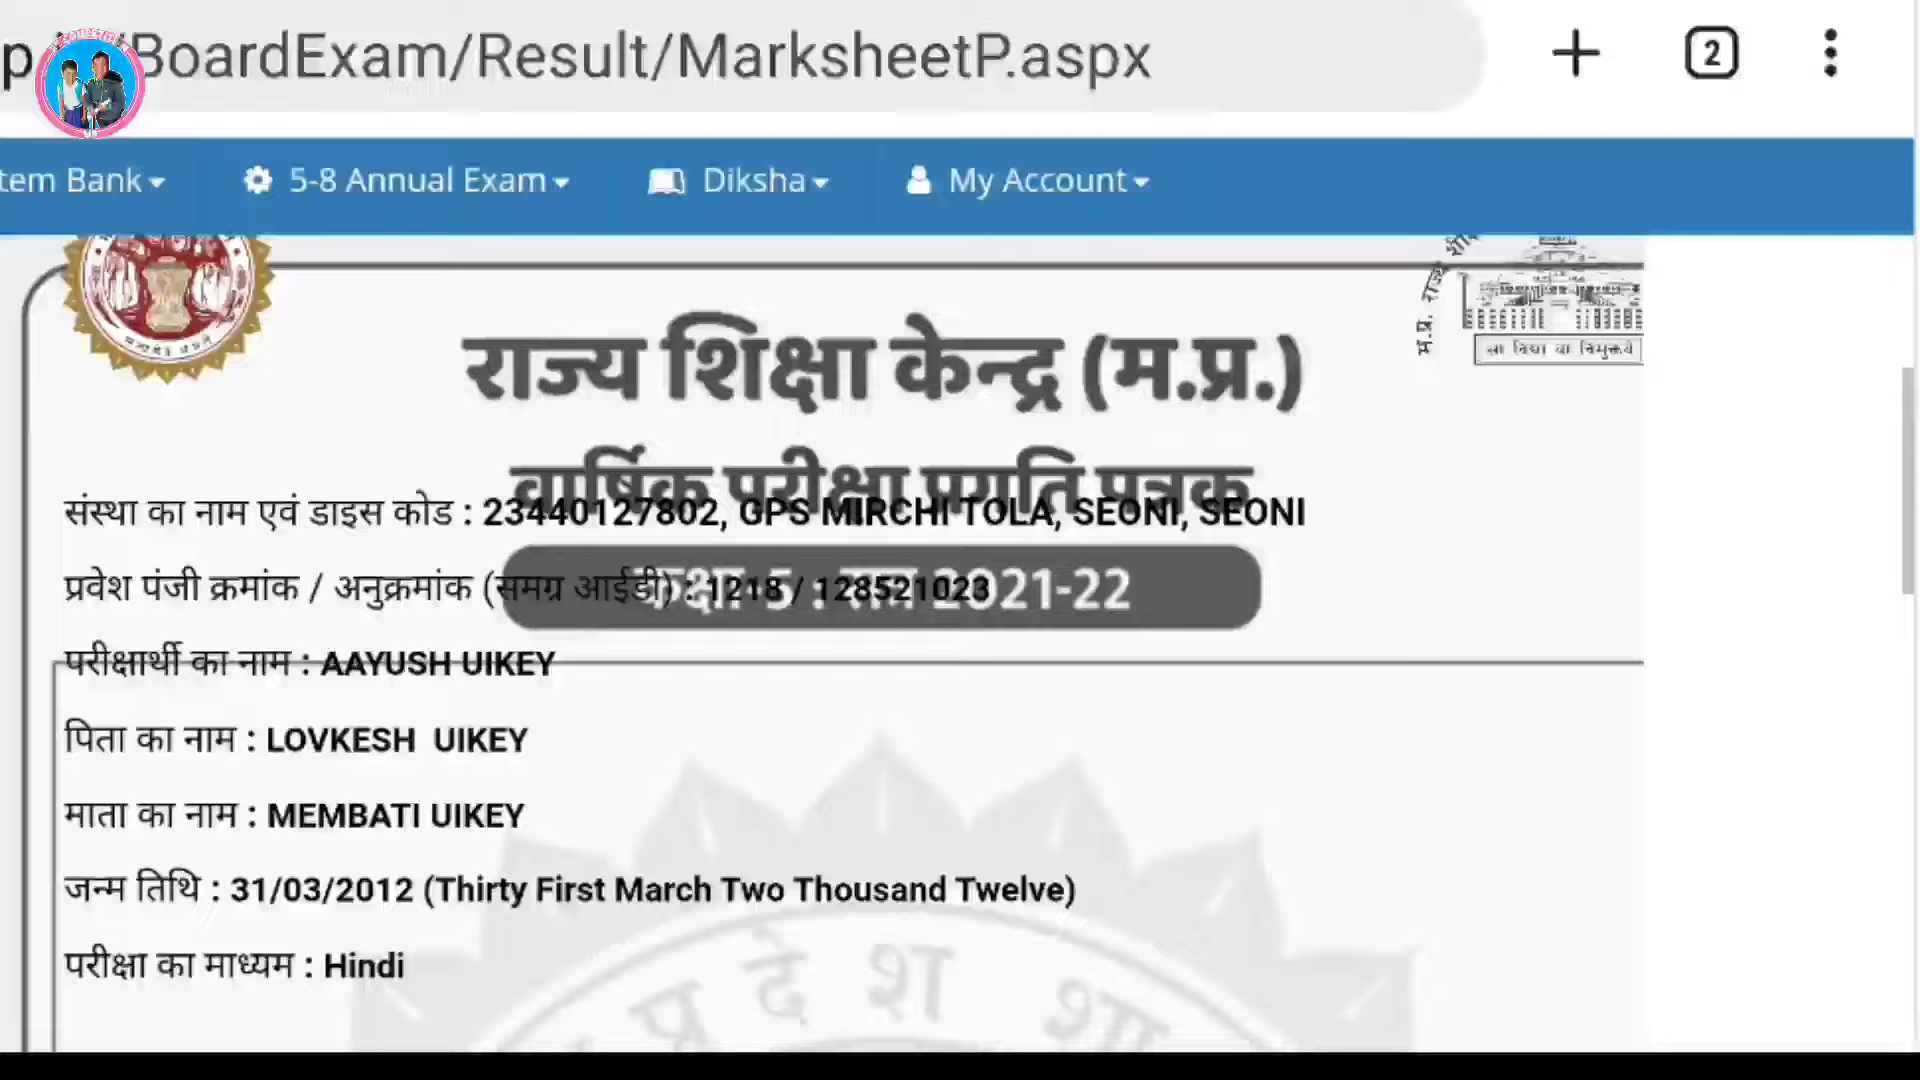 /BoardExam/Result/MarksheetP.aspx
2
tem Bank
5-8 Annual Exam
Diksha
My Account
म.प्र. राज्य
सा विद्या या विमुक्तये
राज्य शिक्षा केन्द्र (म.प्र.)
वार्षिक परीक्षा प्रगति पत्रक
संस्था का नाम एवं डाइस कोड : 23440127802, GPS MIRCHI TOLA, SEONI, SEONI
कक्षा-5 : सत्र 2021-22
प्रवेश पंजी क्रमांक / अनुक्रमांक (समग्र आईडी) : 1218 / 128521023
परीक्षार्थी का नाम : AAYUSH UIKEY
पिता का नाम : LOVKESH UIKEY
माता का नाम : MEMBATI UIKEY
जन्म तिथि : 31/03/2012 (Thirty First March Two Thousand Twelve)
परीक्षा का माध्यम : Hindi
प्रदेश शा